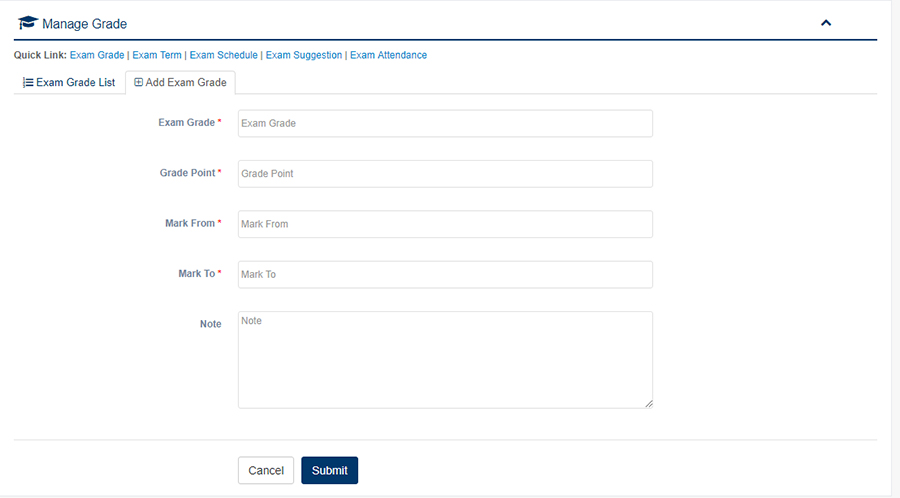 Manage Grade
Quick Link: Exam Grade | Exam Term | Exam Schedule | Exam Suggestion | Exam Attendance
Exam Grade List Add Exam Grade
Exam Grade * Exam Grade
Grade Point * Grade Point
Mark From * Mark From
Mark To * Mark To
Note Note
Cancel Submit